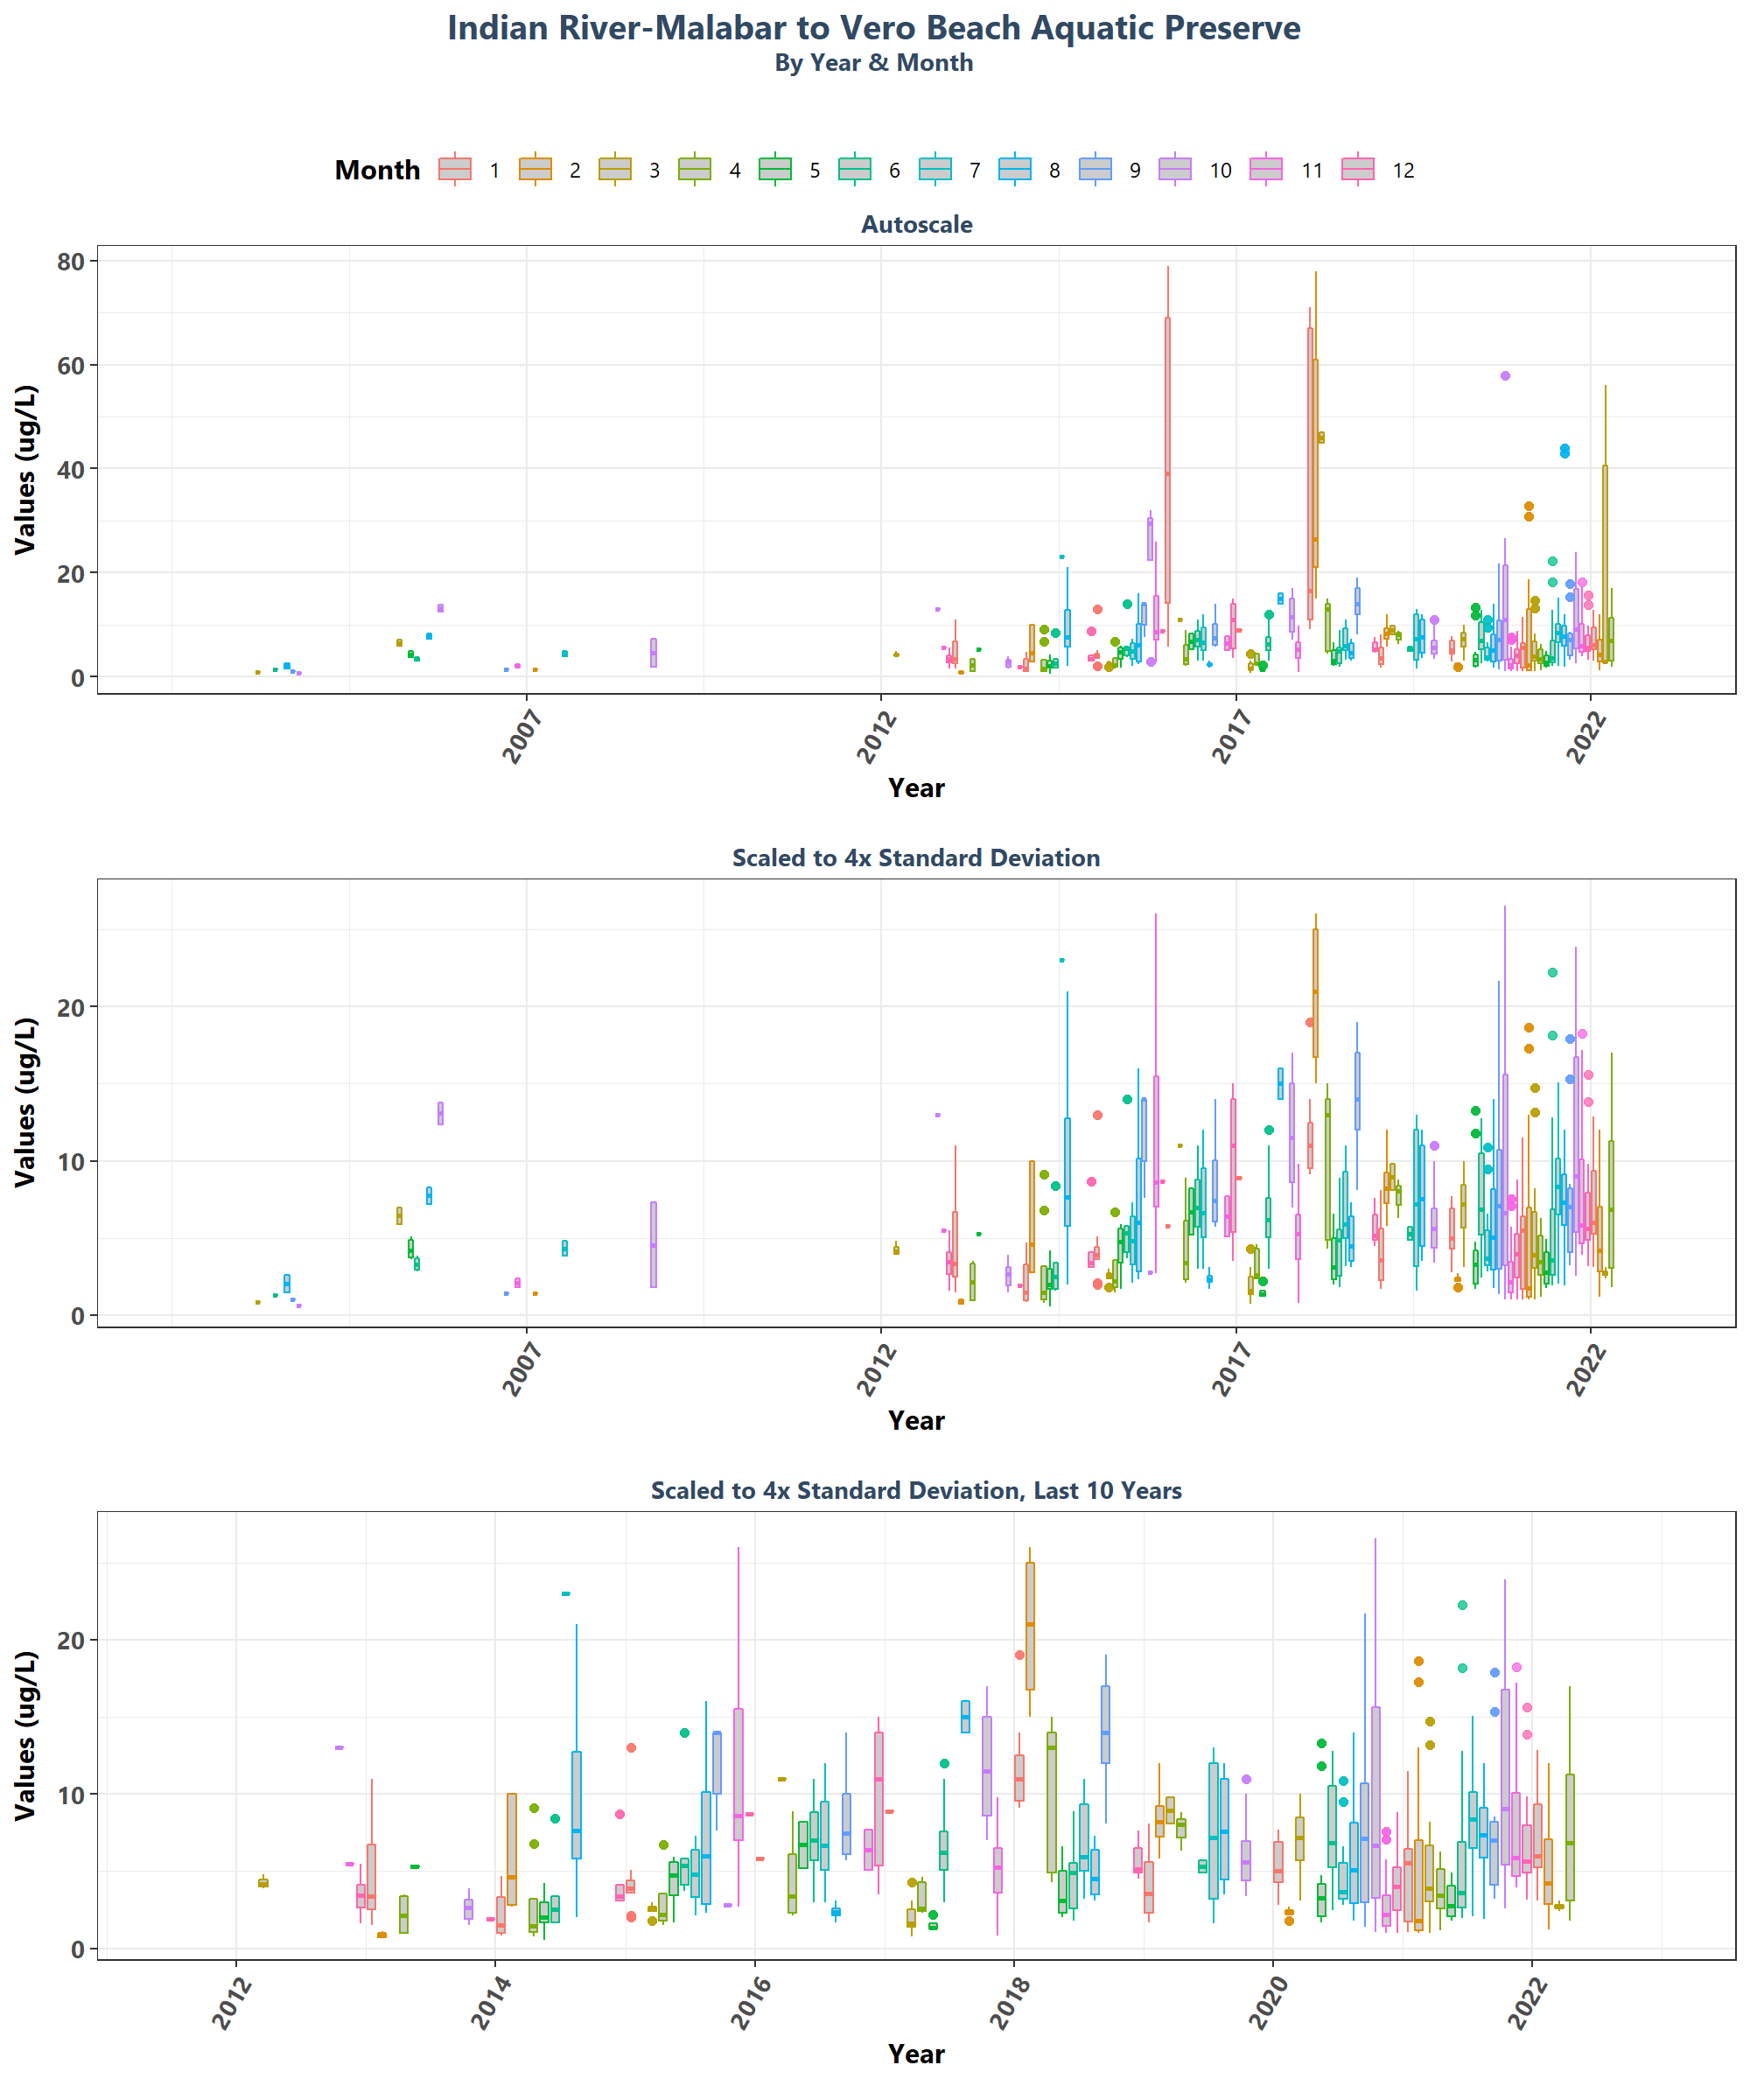 Indian River-Malabar to Vero Beach Aquatic Preserve
By Year & Month
Month 1 2 3 4 5 6 7 8 9 10 11 12
Autoscale
Values (ug/L)
80
60
40
20
0
2007 2012 2017 2022
Year
Scaled to 4x Standard Deviation
Values (ug/L)
20
10
0
2007 2012 2017 2022
Year
Scaled to 4x Standard Deviation, Last 10 Years
Values (ug/L)
20
10
0
2012 2014 2016 2018 2020 2022
Year